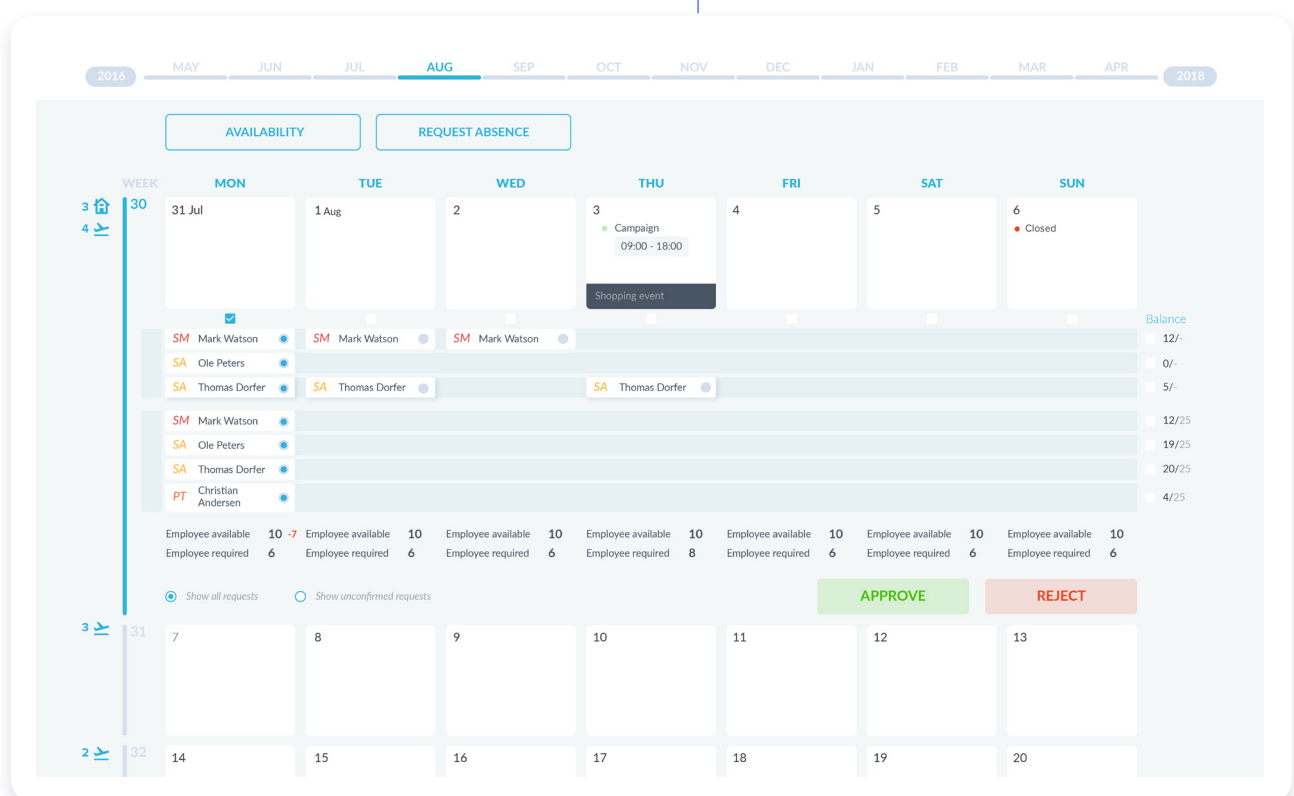 2016 MAY JUN JUL AUG SEP OCT NOV DEC JAN FEB MAR APR 2018
AVAILABILITY REQUEST ABSENCE
WEEK MON TUE WED THU FRI SAT SUN
3 30 31 Jul 1 Aug 2 3 4 5 6
4 Campaign Closed
09:00 - 18:00
Shopping event
Balance
SM Mark Watson SM Mark Watson SM Mark Watson 12/-
SA Ole Peters 0/-
SA Thomas Dorfer SA Thomas Dorfer SA Thomas Dorfer 5/-
SM Mark Watson 12/25
SA Ole Peters 19/25
SA Thomas Dorfer 20/25
PT Christian Andersen 4/25
Employee available 10 -7 Employee available 10 Employee available 10 Employee available 10 Employee available 10 Employee available 10 Employee available 10
Employee required 6 Employee required 6 Employee required 6 Employee required 8 Employee required 6 Employee required 6 Employee required 6
Show all requests Show unconfirmed requests APPROVE REJECT
3 31 7 8 9 10 11 12 13
2 32 14 15 16 17 18 19 20